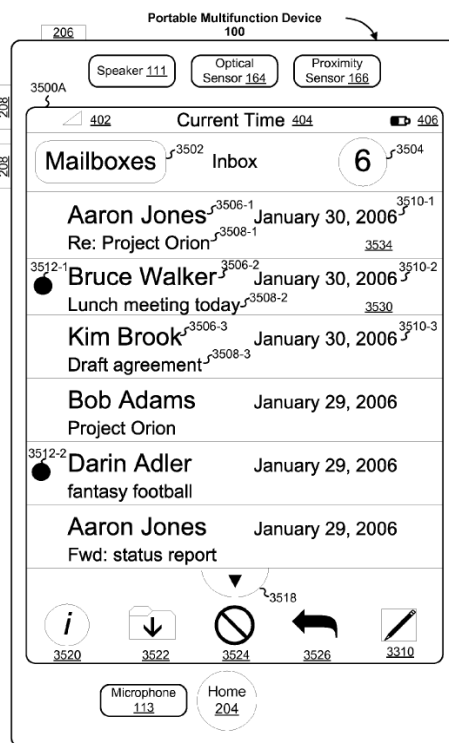 Portable Multifunction Device
206
100
Speaker 111
Optical
Sensor 164
Proximity
Sensor 166
3500A
208
402
Current Time 404
406
208
Mailboxes
3502
Inbox
6
3504
Aaron Jones
3506-1
January 30, 2006
3510-1
Re: Project Orion
3508-1
3534
3512-1
Bruce Walker
3506-2
January 30, 2006
3510-2
Lunch meeting today
3508-2
3530
Kim Brook
3506-3
January 30, 2006
3510-3
Draft agreement
3508-3
Bob Adams
January 29, 2006
Project Orion
3512-2
Darin Adler
January 29, 2006
fantasy football
Aaron Jones
January 29, 2006
Fwd: status report
3518
i
3520
3522
3524
3526
3310
Microphone
113
Home
204